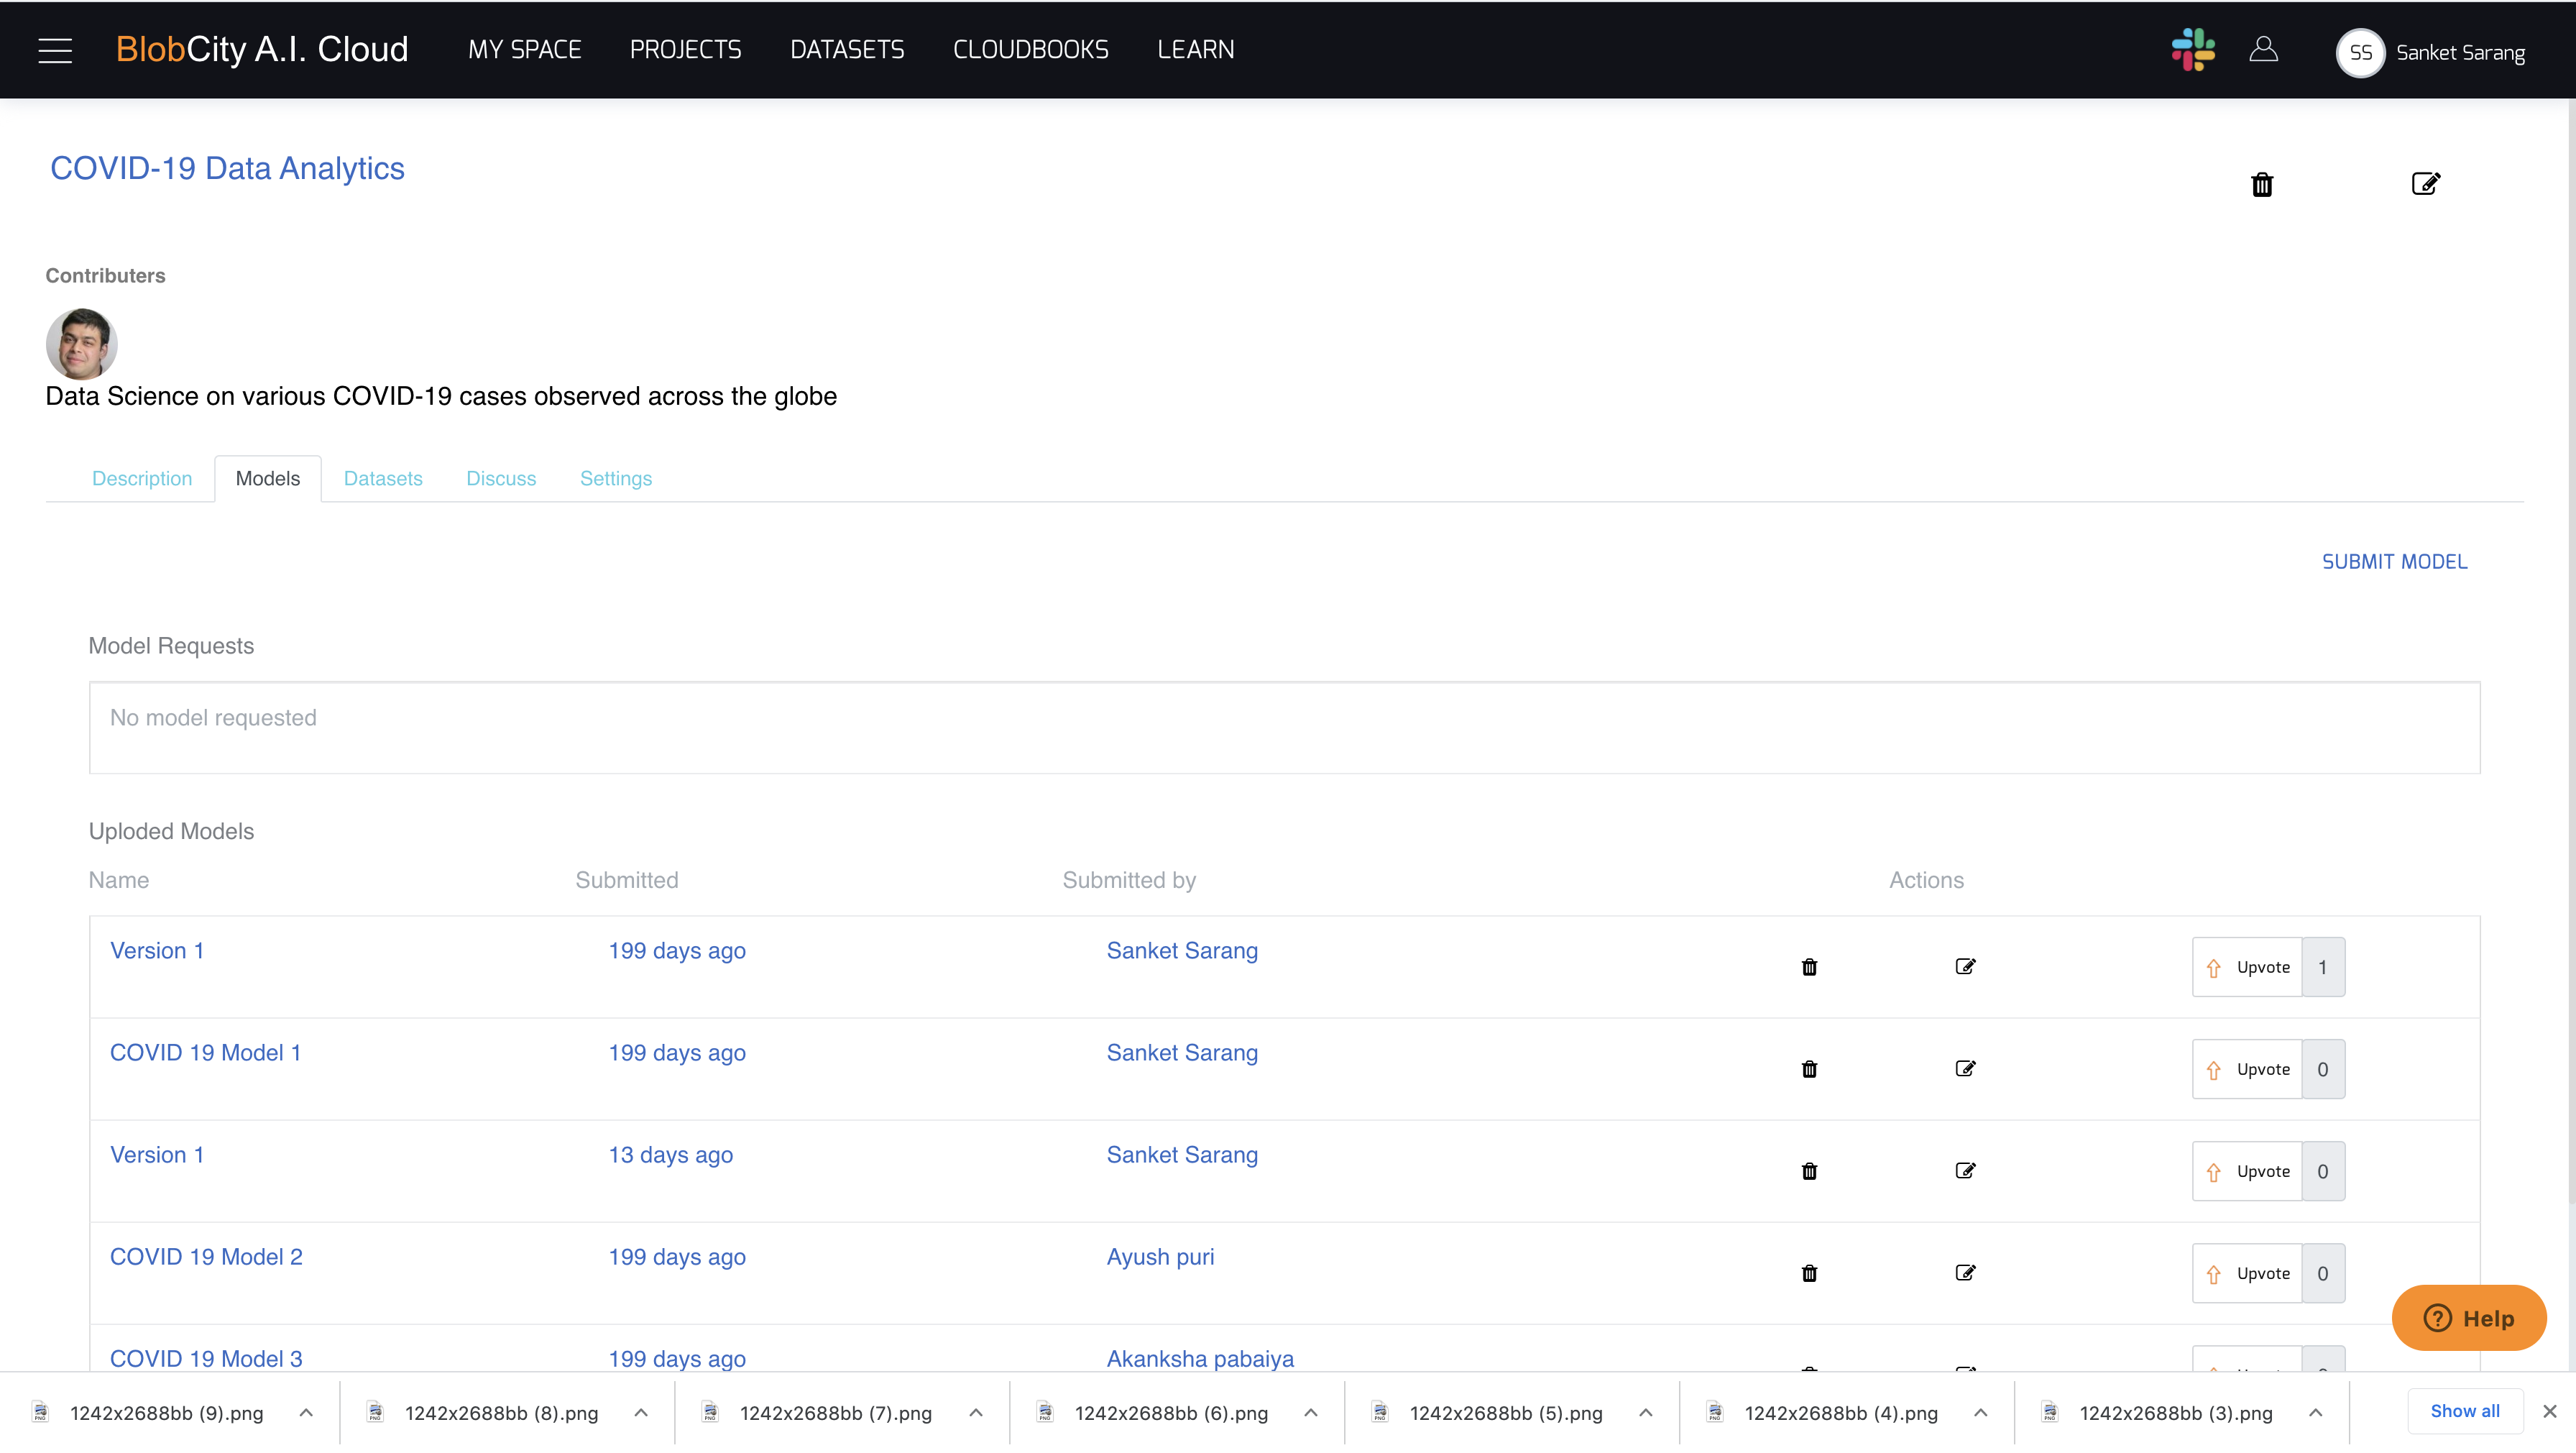 BlobCity A.I. Cloud MY SPACE PROJECTS DATASETS CLOUDBOOKS LEARN SS Sanket Sarang
COVID-19 Data Analytics
Contributers
Data Science on various COVID-19 cases observed across the globe
Description Models Datasets Discuss Settings
SUBMIT MODEL
Model Requests
No model requested
Uploded Models
Name Submitted Submitted by Actions
Version 1 199 days ago Sanket Sarang Upvote 1
COVID 19 Model 1 199 days ago Sanket Sarang Upvote 0
Version 1 13 days ago Sanket Sarang Upvote 0
COVID 19 Model 2 199 days ago Ayush puri Upvote 0
Help
COVID 19 Model 3 199 days ago Akanksha pabaiya
1242x2688bb (9).png 1242x2688bb (8).png 1242x2688bb (7).png 1242x2688bb (6).png 1242x2688bb (5).png 1242x2688bb (4).png 1242x2688bb (3).png Show all